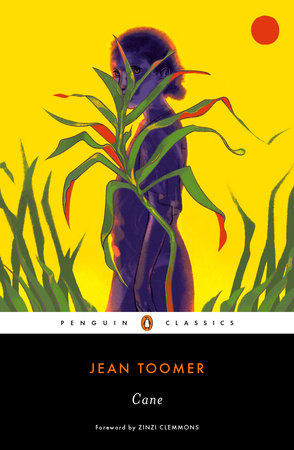 PENGUIN CLASSICS
JEAN TOOMER
Cane
Foreword by ZINZI CLEMMONS